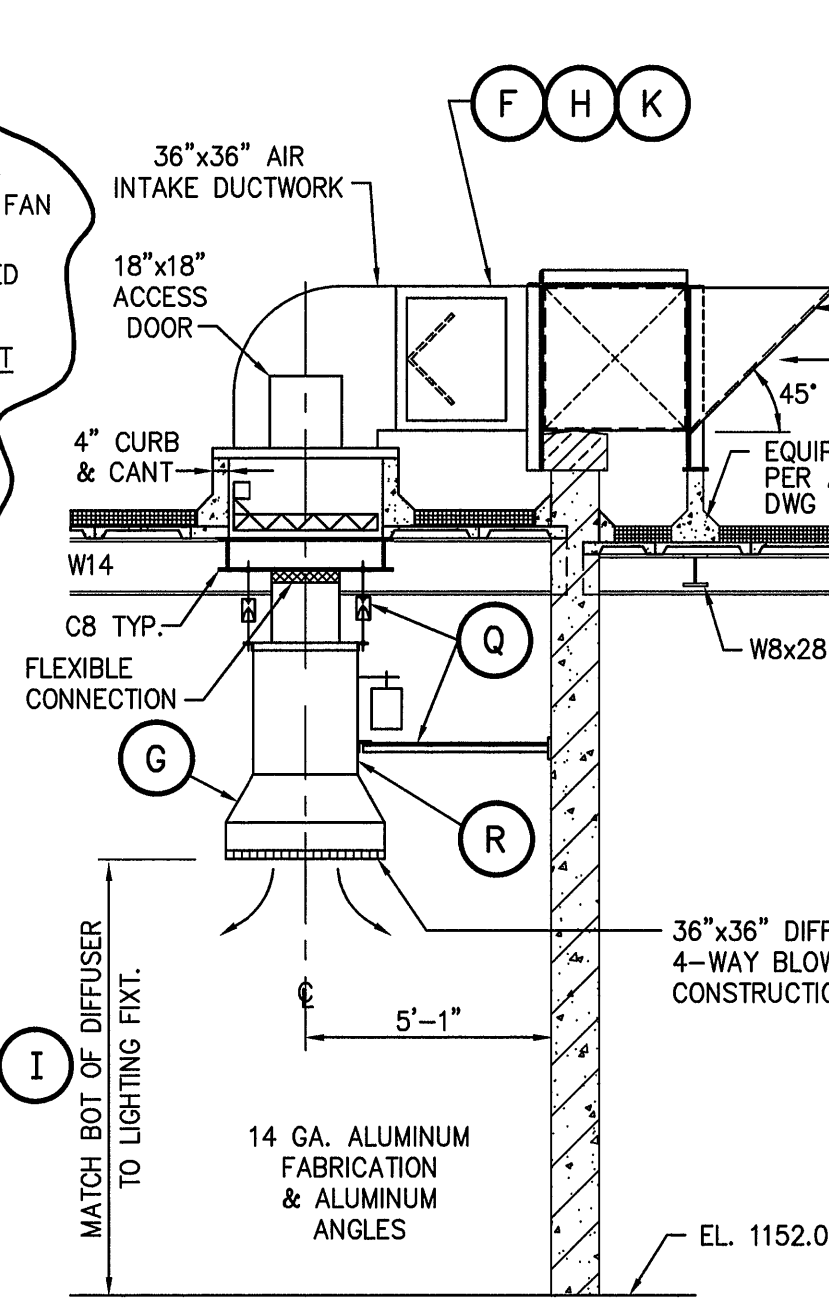 F H K
36"x36" AIR
INTAKE DUCTWORK
FAN
ED
T
18"x18"
ACCESS
DOOR
45°
4" CURB
& CANT
EQUIP
PER
DWG
W14
C8 TYP.
Q
W8x28
FLEXIBLE
CONNECTION
G
R
36"x36" DIFF
4-WAY BLOW
CONSTRUCTIO
℄
5'-1"
I
MATCH BOT OF DIFFUSER
TO LIGHTING FIXT.
14 GA. ALUMINUM
FABRICATION
& ALUMINUM
ANGLES
EL. 1152.0